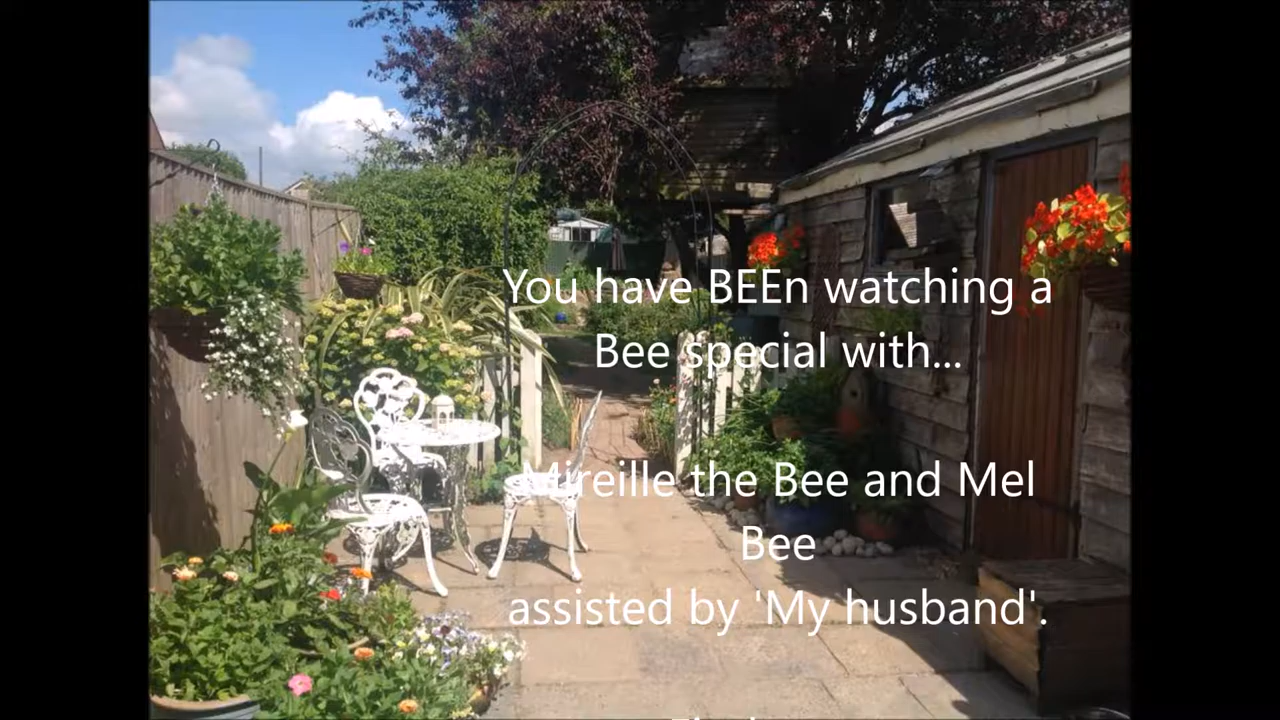 You have BEEn watching a
Bee special with...
Mireille the Bee and Mel
Bee
assisted by 'My husband'.